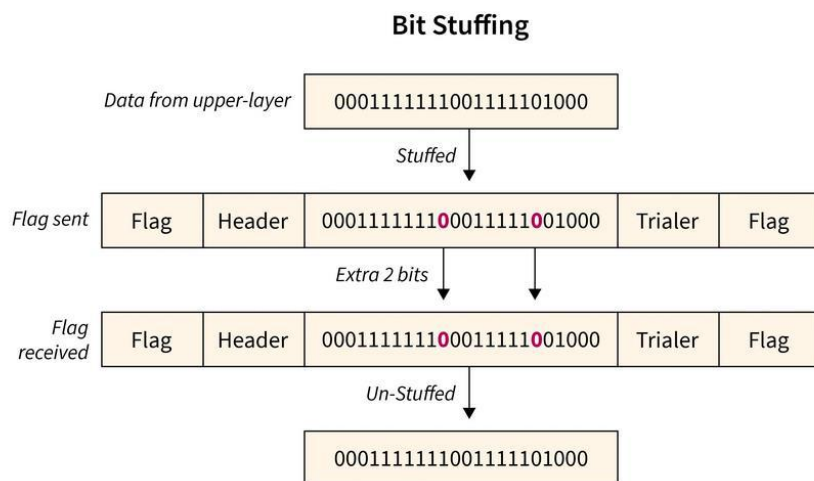 Bit Stuffing
Data from upper-layer
0001111111001111101000
Stuffed
Flag sent
Flag Header 000111111100011111001000 Trialer Flag
Extra 2 bits
Flag
received
Flag Header 000111111100011111001000 Trialer Flag
Un-Stuffed
0001111111001111101000